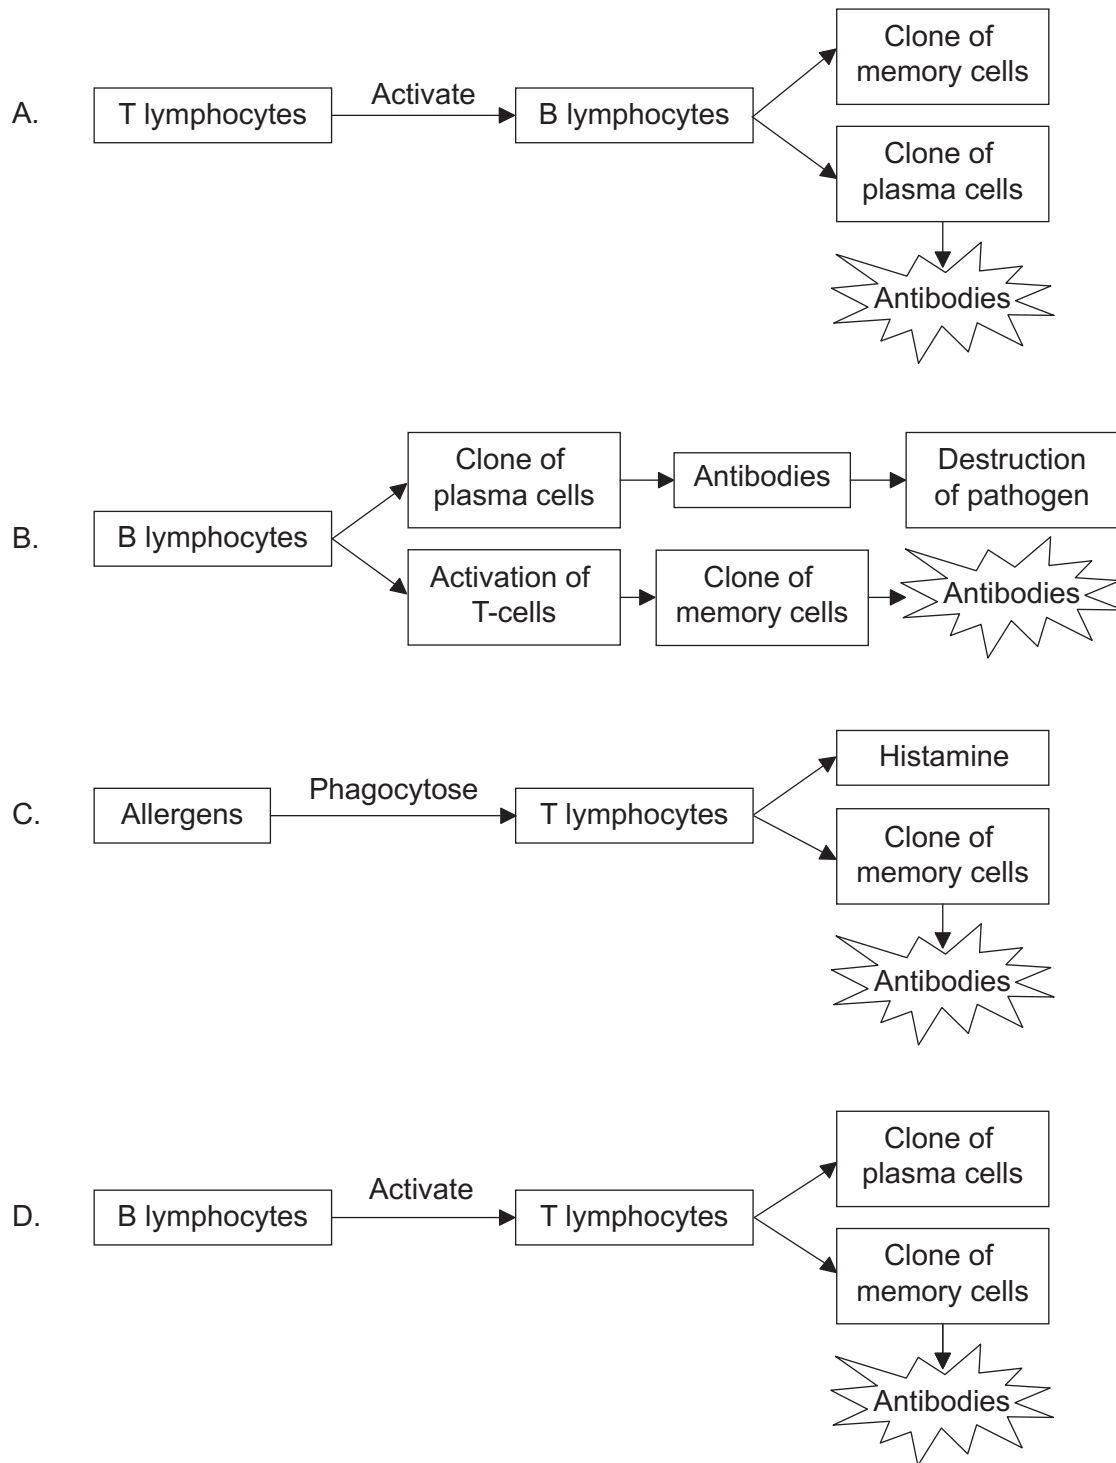 A.
T lymphocytes
Activate
B lymphocytes
Clone of
memory cells
Clone of
plasma cells
Antibodies
B.
B lymphocytes
Clone of
plasma cells
Antibodies
Destruction
of pathogen
Activation of
T-cells
Clone of
memory cells
Antibodies
C.
Allergens
Phagocytose
T lymphocytes
Histamine
Clone of
memory cells
Antibodies
D.
B lymphocytes
Activate
T lymphocytes
Clone of
plasma cells
Clone of
memory cells
Antibodies